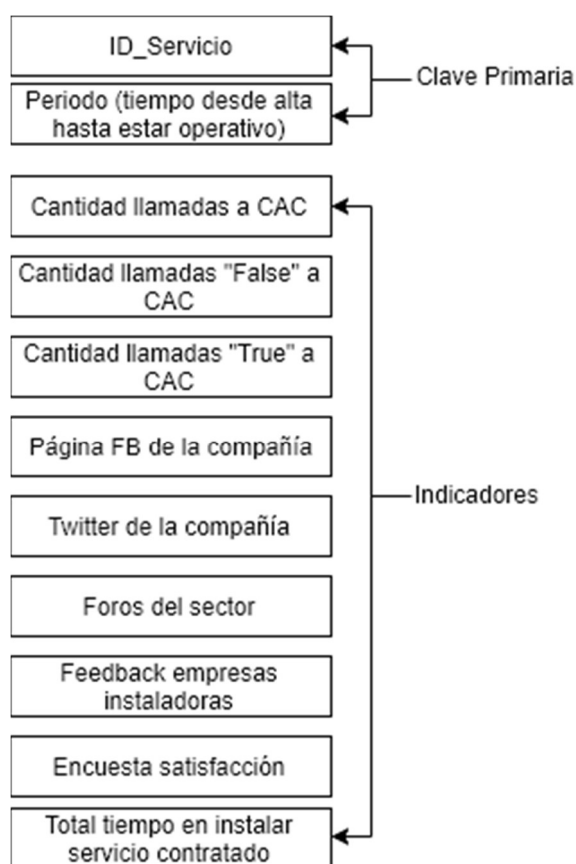 ID_Servicio
Clave Primaria
Periodo (tiempo desde alta
hasta estar operativo)
Cantidad llamadas a CAC
Cantidad llamadas "False" a
CAC
Cantidad llamadas "True" a
CAC
Página FB de la compañía
Indicadores
Twitter de la compañía
Foros del sector
Feedback empresas
instaladoras
Encuesta satisfacción
Total tiempo en instalar
servicio contratado